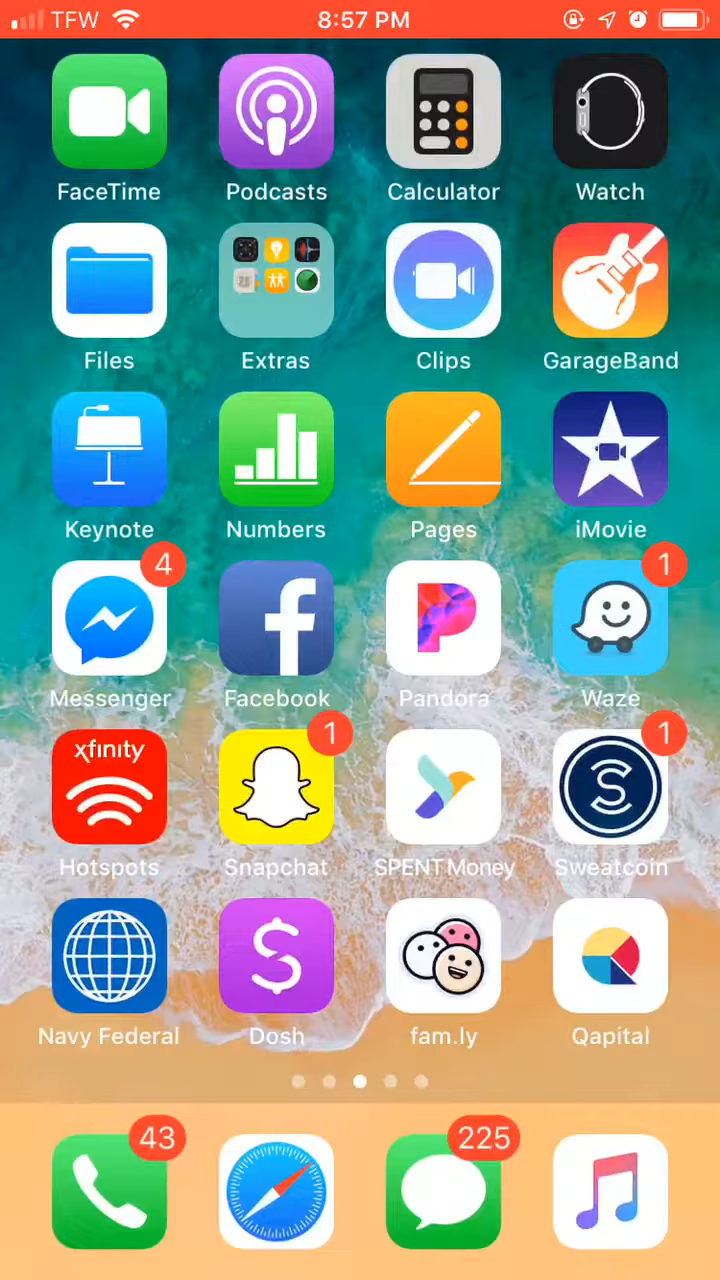 TFW 8:57 PM
FaceTime Podcasts Calculator Watch
Files Extras Clips GarageBand
Keynote Numbers Pages iMovie
4 1
Messenger Facebook Pandora Waze
1 1
xfinity
Hotspots Snapchat SPENT Money Sweatcoin
Navy Federal Dosh fam.ly Qapital
43 225